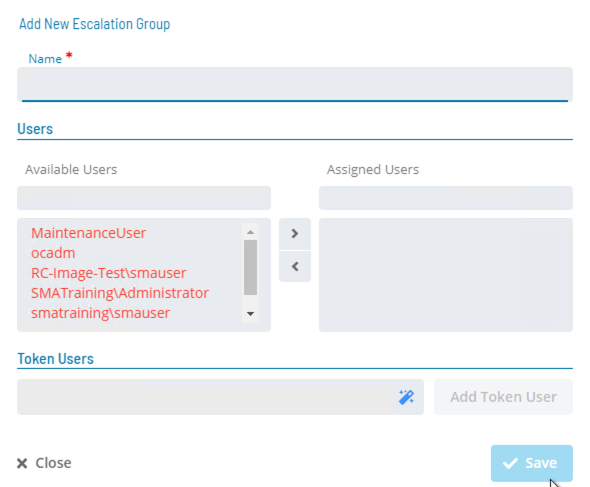 Add New Escalation Group
Name *
Users
Available Users
Assigned Users
MaintenanceUser
ocadm
RC-Image-Test\smauser
SMATraining\Administrator
smatraining\smauser
Token Users
Add Token User
Close
Save